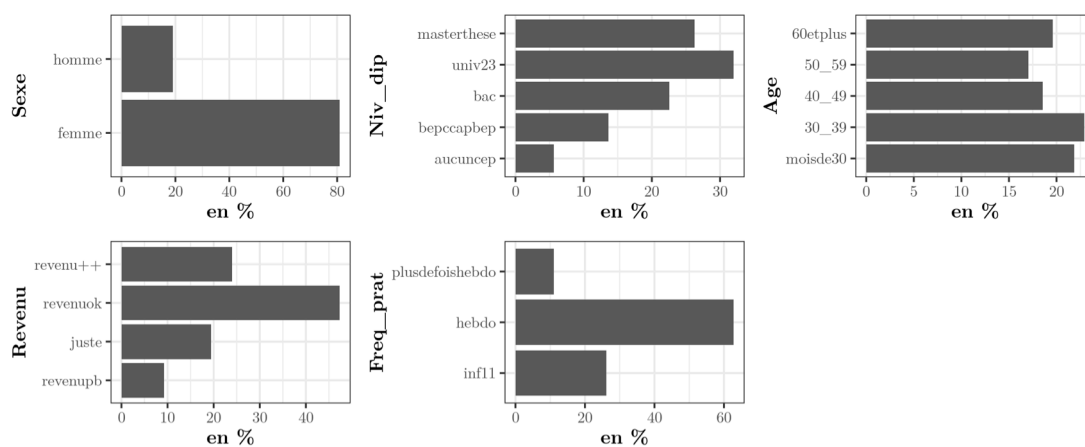 Sexe
homme
femme
0 20 40 60 80
en %
Niv_dip
masterthese
univ23
bac
bepccapbep
aucuncep
0 10 20 30
en %
Age
60etplus
50_59
40_49
30_39
moisde30
0 5 10 15 20
en %
Revenu
revenu++
revenuok
juste
revenupb
0 10 20 30 40
en %
Freq_prat
plusdefoishebdo
hebdo
inf11
0 20 40 60
en %